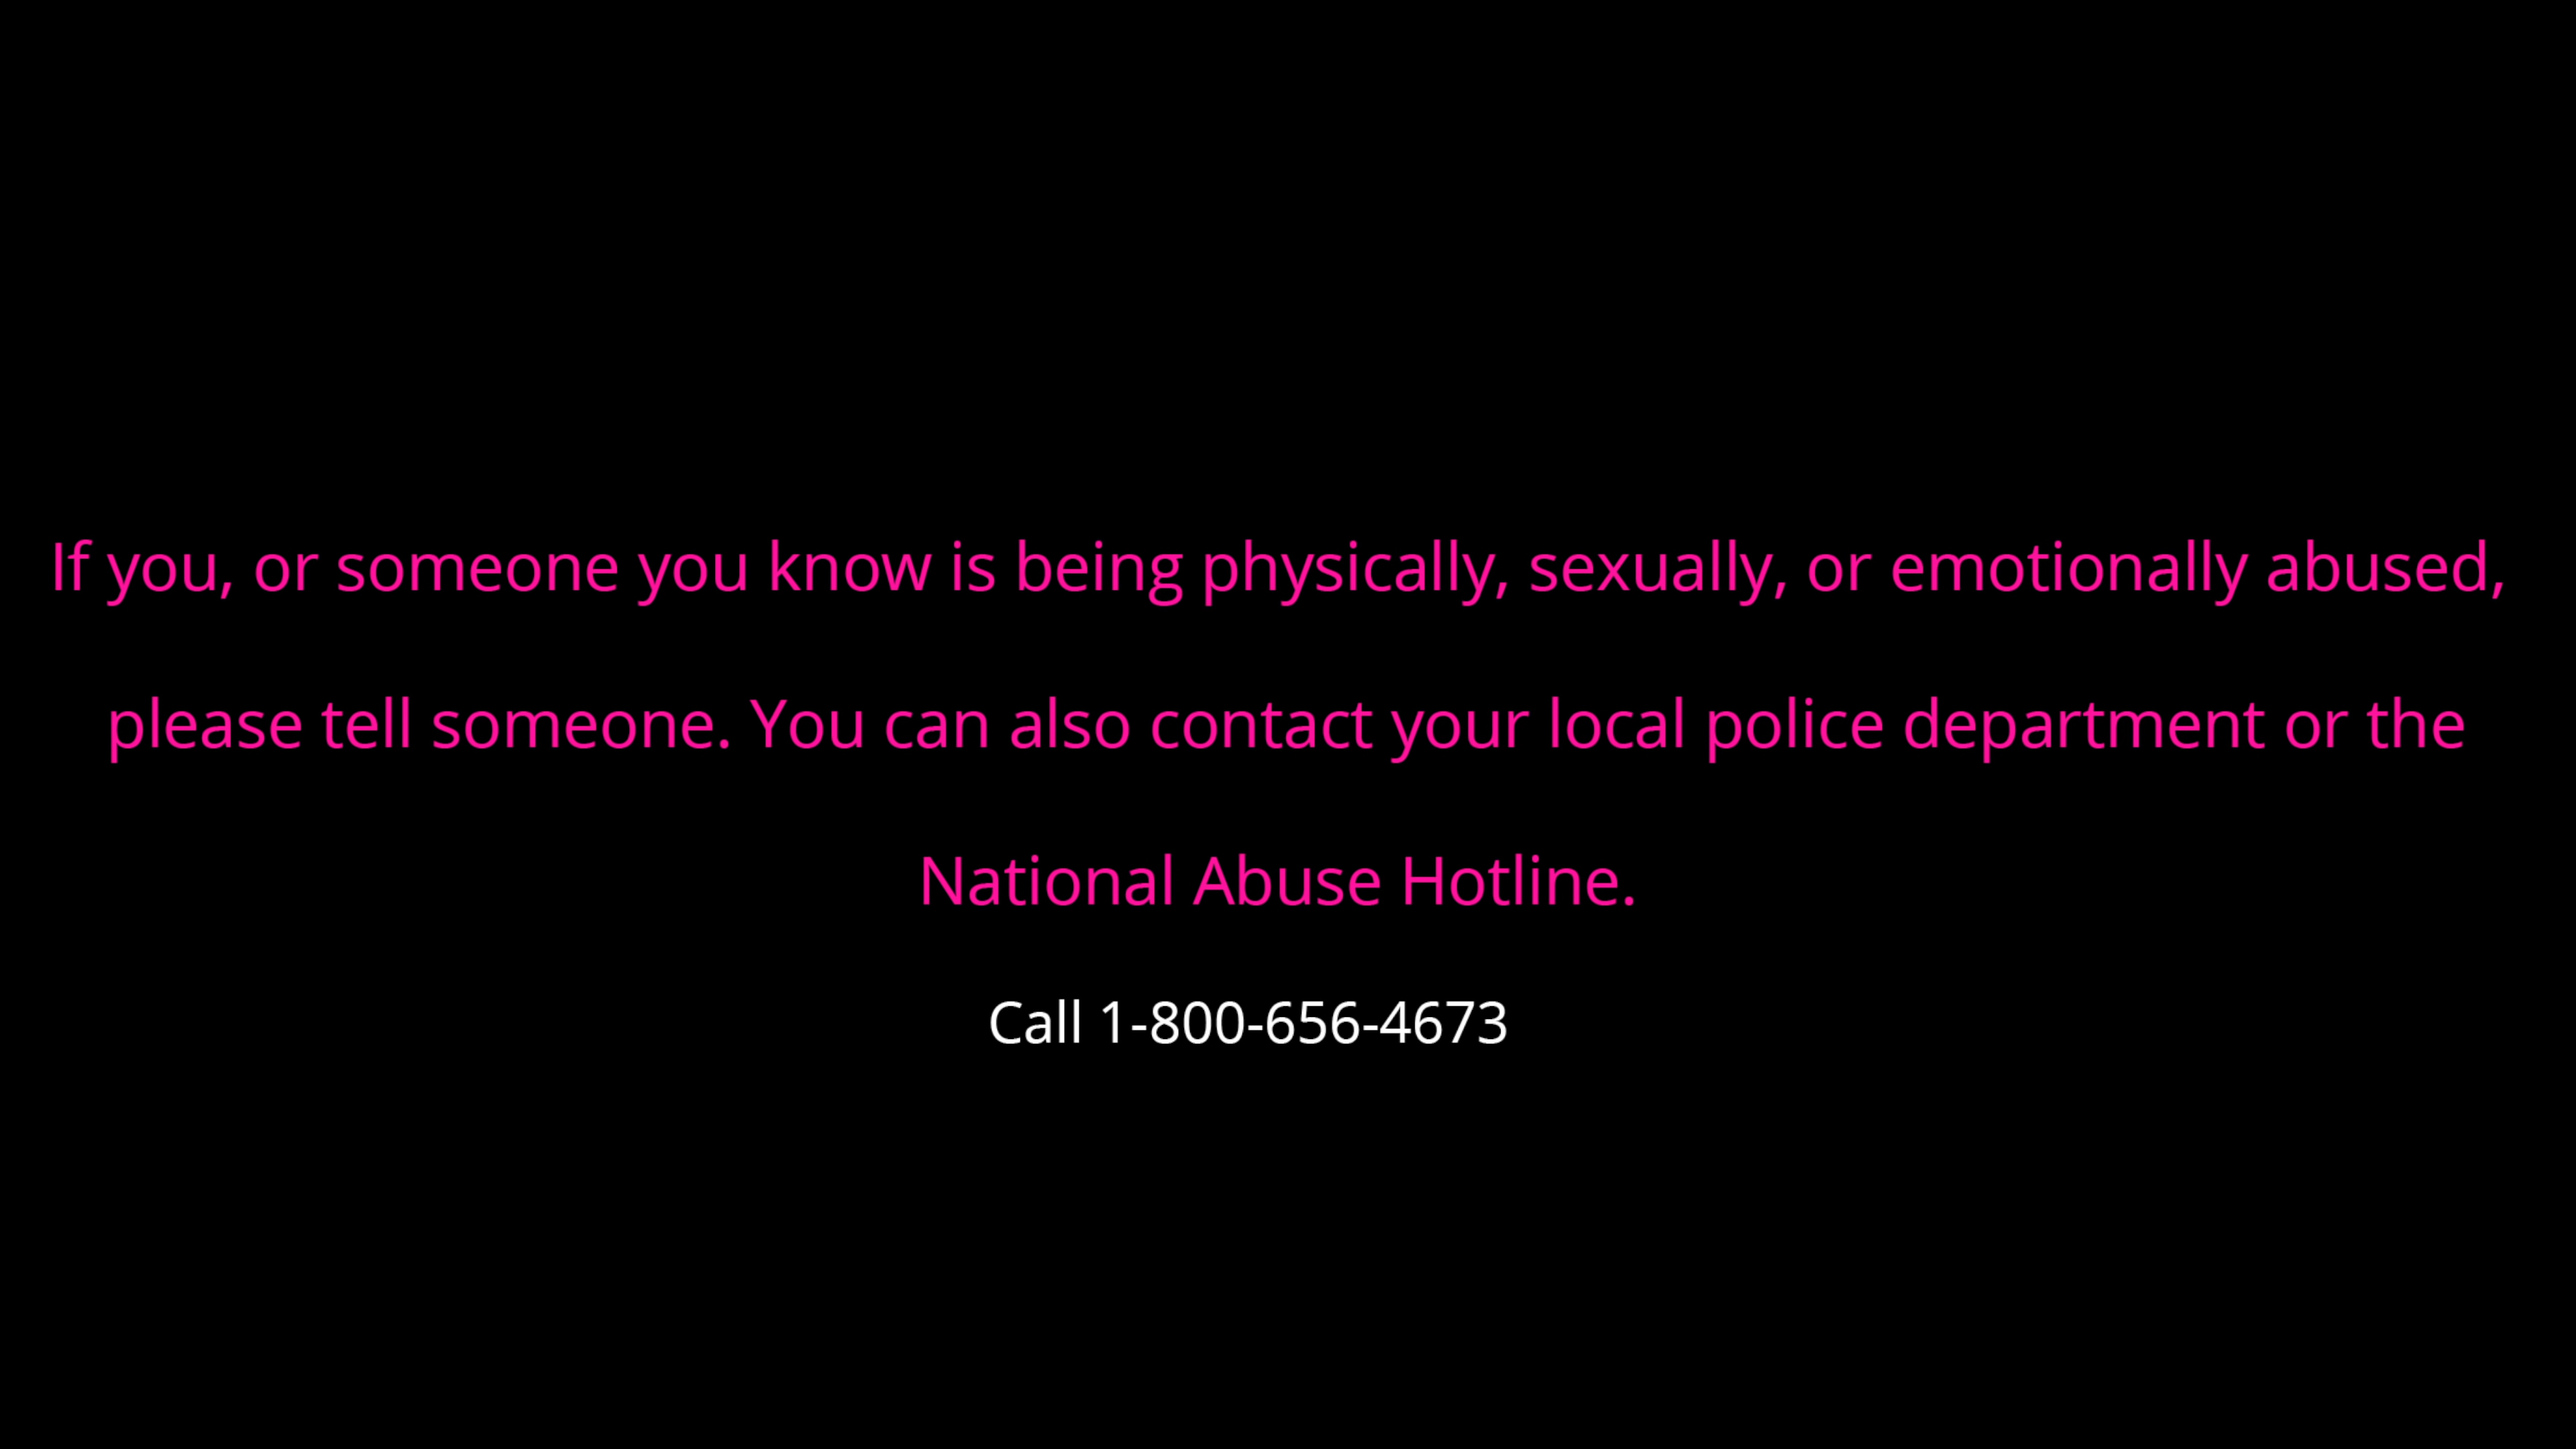 If you, or someone you know is being physically, sexually, or emotionally abused,
please tell someone. You can also contact your local police department or the
National Abuse Hotline.
Call 1-800-656-4673